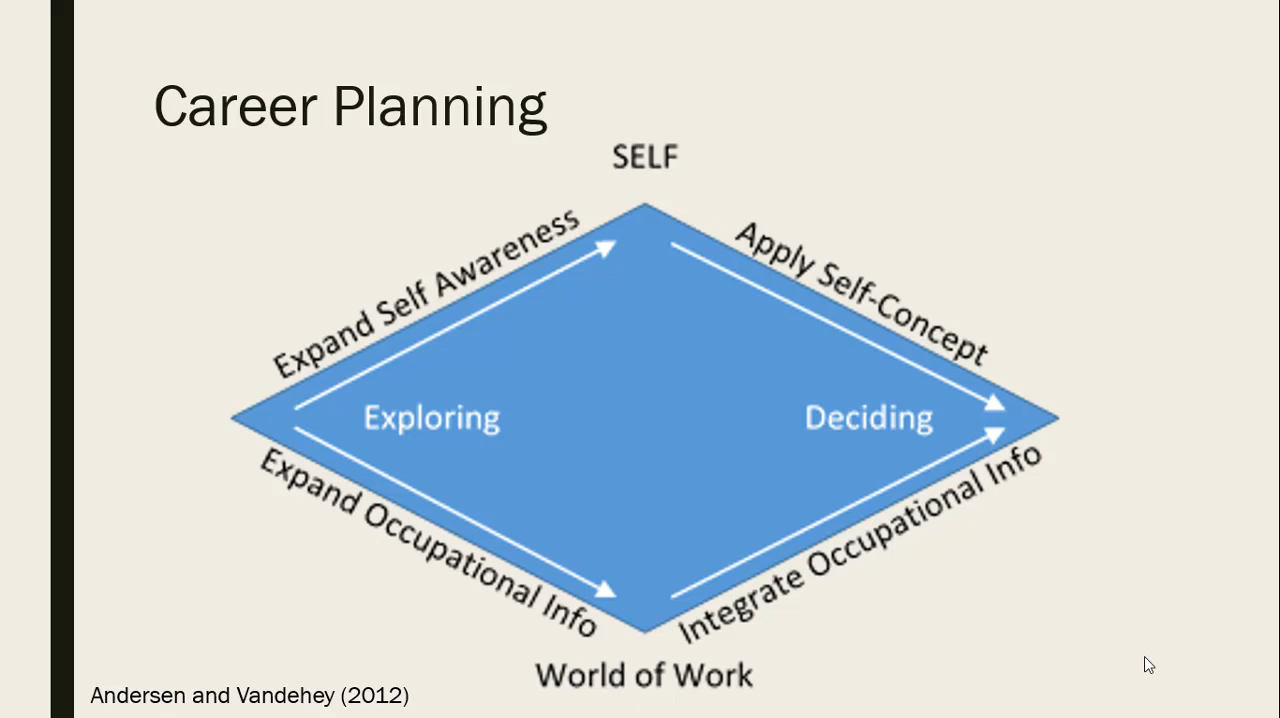 Career Planning
SELF
Expand Self Awareness
Apply Self-Concept
Exploring
Deciding
Expand Occupational Info
Integrate Occupational Info
World of Work
Andersen and Vandehey (2012)